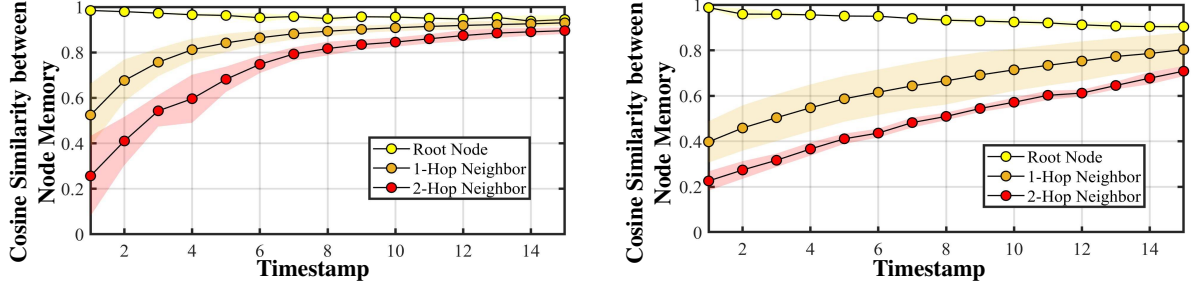 Cosine Similarity between
Node Memory
1
0.8
0.6
0.4
0.2
0
2
4
6
8
10
12
14
Timestamp
Root Node
1-Hop Neighbor
2-Hop Neighbor
Cosine Similarity between
Node Memory
1
0.8
0.6
0.4
0.2
0
2
4
6
8
10
12
14
Timestamp
Root Node
1-Hop Neighbor
2-Hop Neighbor